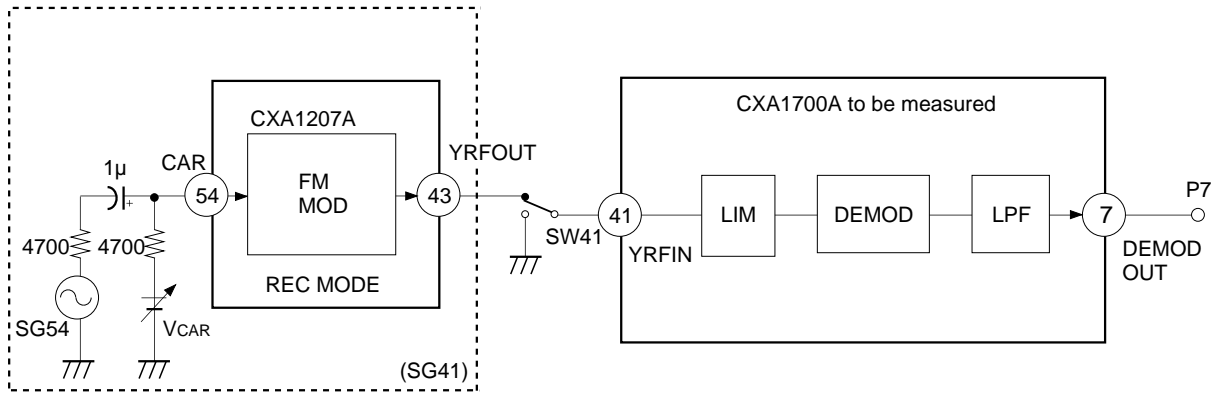 CXA1700A to be measured
CXA1207A
YRFOUT
CAR
1μ
+
FM
MOD
54
43
P7
41
LIM
DEMOD
LPF
7
4700
4700
SW41
YRFIN
DEMOD
OUT
REC MODE
SG54
VCAR
(SG41)